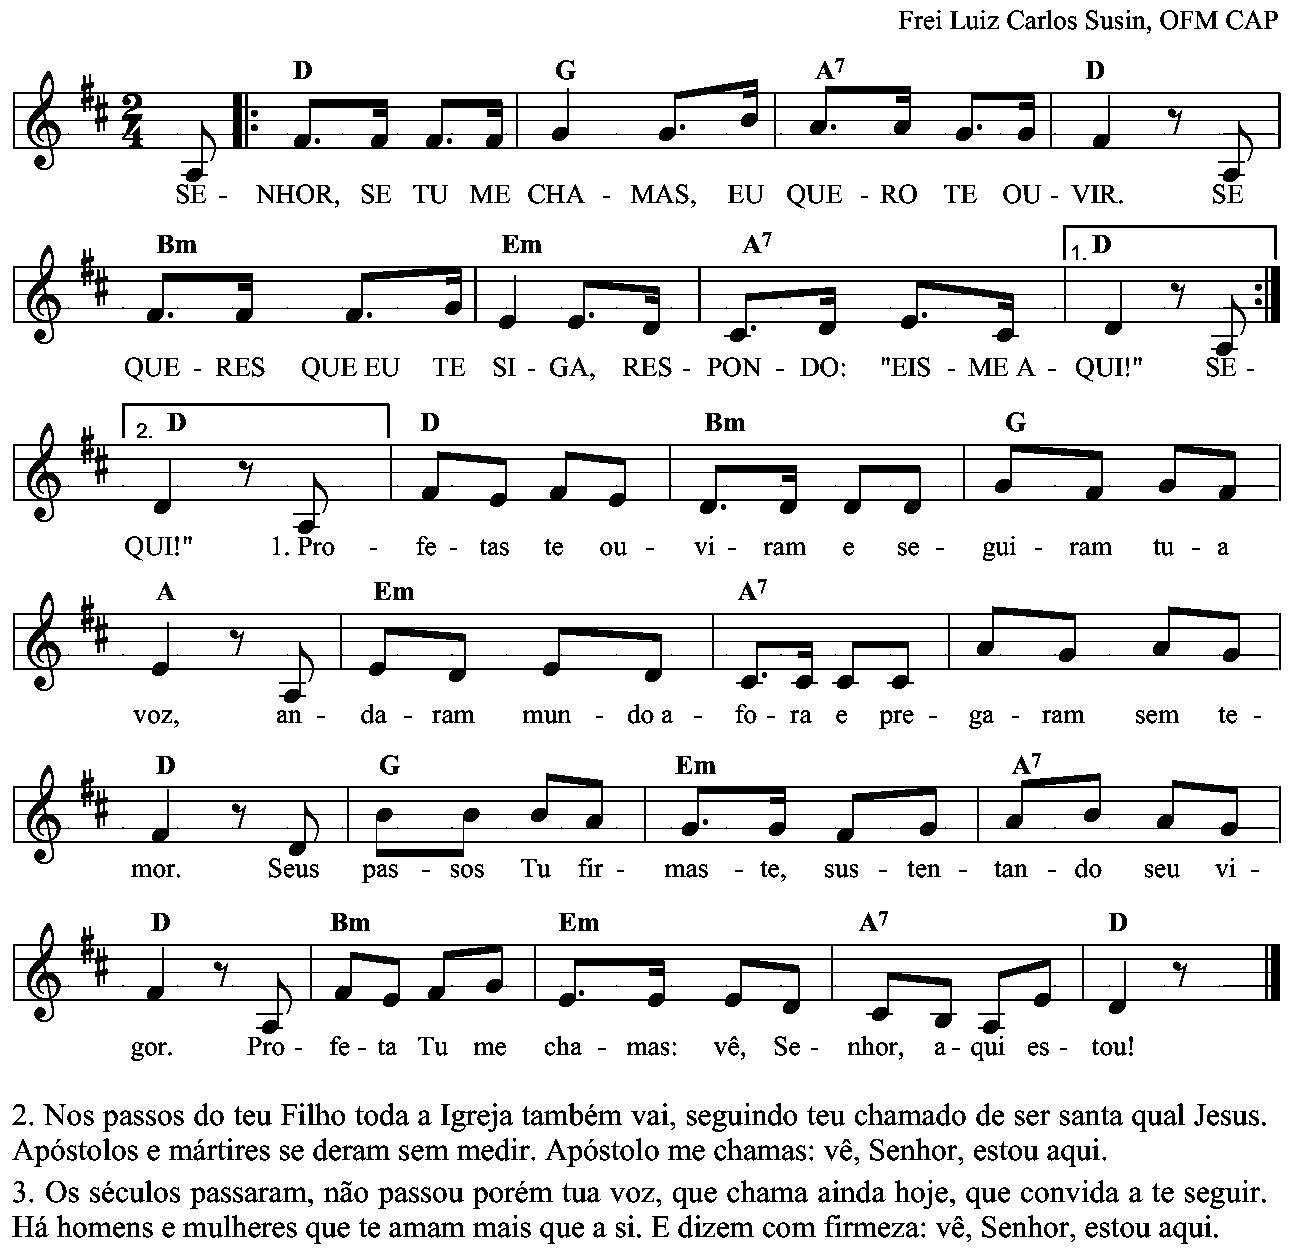 Frei Luiz Carlos Susin, OFM CAP
D G A7 D
2/4
SE - NHOR, SE TU ME CHA - MAS, EU QUE - RO TE OU - VIR. SE
Bm Em A7 1. D
QUE - RES QUE EU TE SI - GA, RES - PON - DO: "EIS - ME A - QUI!" SE -
2. D D Bm G
QUI!" 1. Pro - fe - tas te ou - vi - ram e se - gui - ram tu - a
A Em A7
voz, an - da - ram mun - do a - fo - ra e pre - ga - ram sem te -
D G Em A7
mor. Seus pas - sos Tu fir - mas - te, sus - ten - tan - do seu vi -
D Bm Em A7 D
gor. Pro - fe - ta Tu me cha - mas: vê, Se - nhor, a - qui es - tou!
2. Nos passos do teu Filho toda a Igreja também vai, seguindo teu chamado de ser santa qual Jesus.
Apóstolos e mártires se deram sem medir. Apóstolo me chamas: vê, Senhor, estou aqui.
3. Os séculos passaram, não passou porém tua voz, que chama ainda hoje, que convida a te seguir.
Há homens e mulheres que te amam mais que a si. E dizem com firmeza: vê, Senhor, estou aqui.